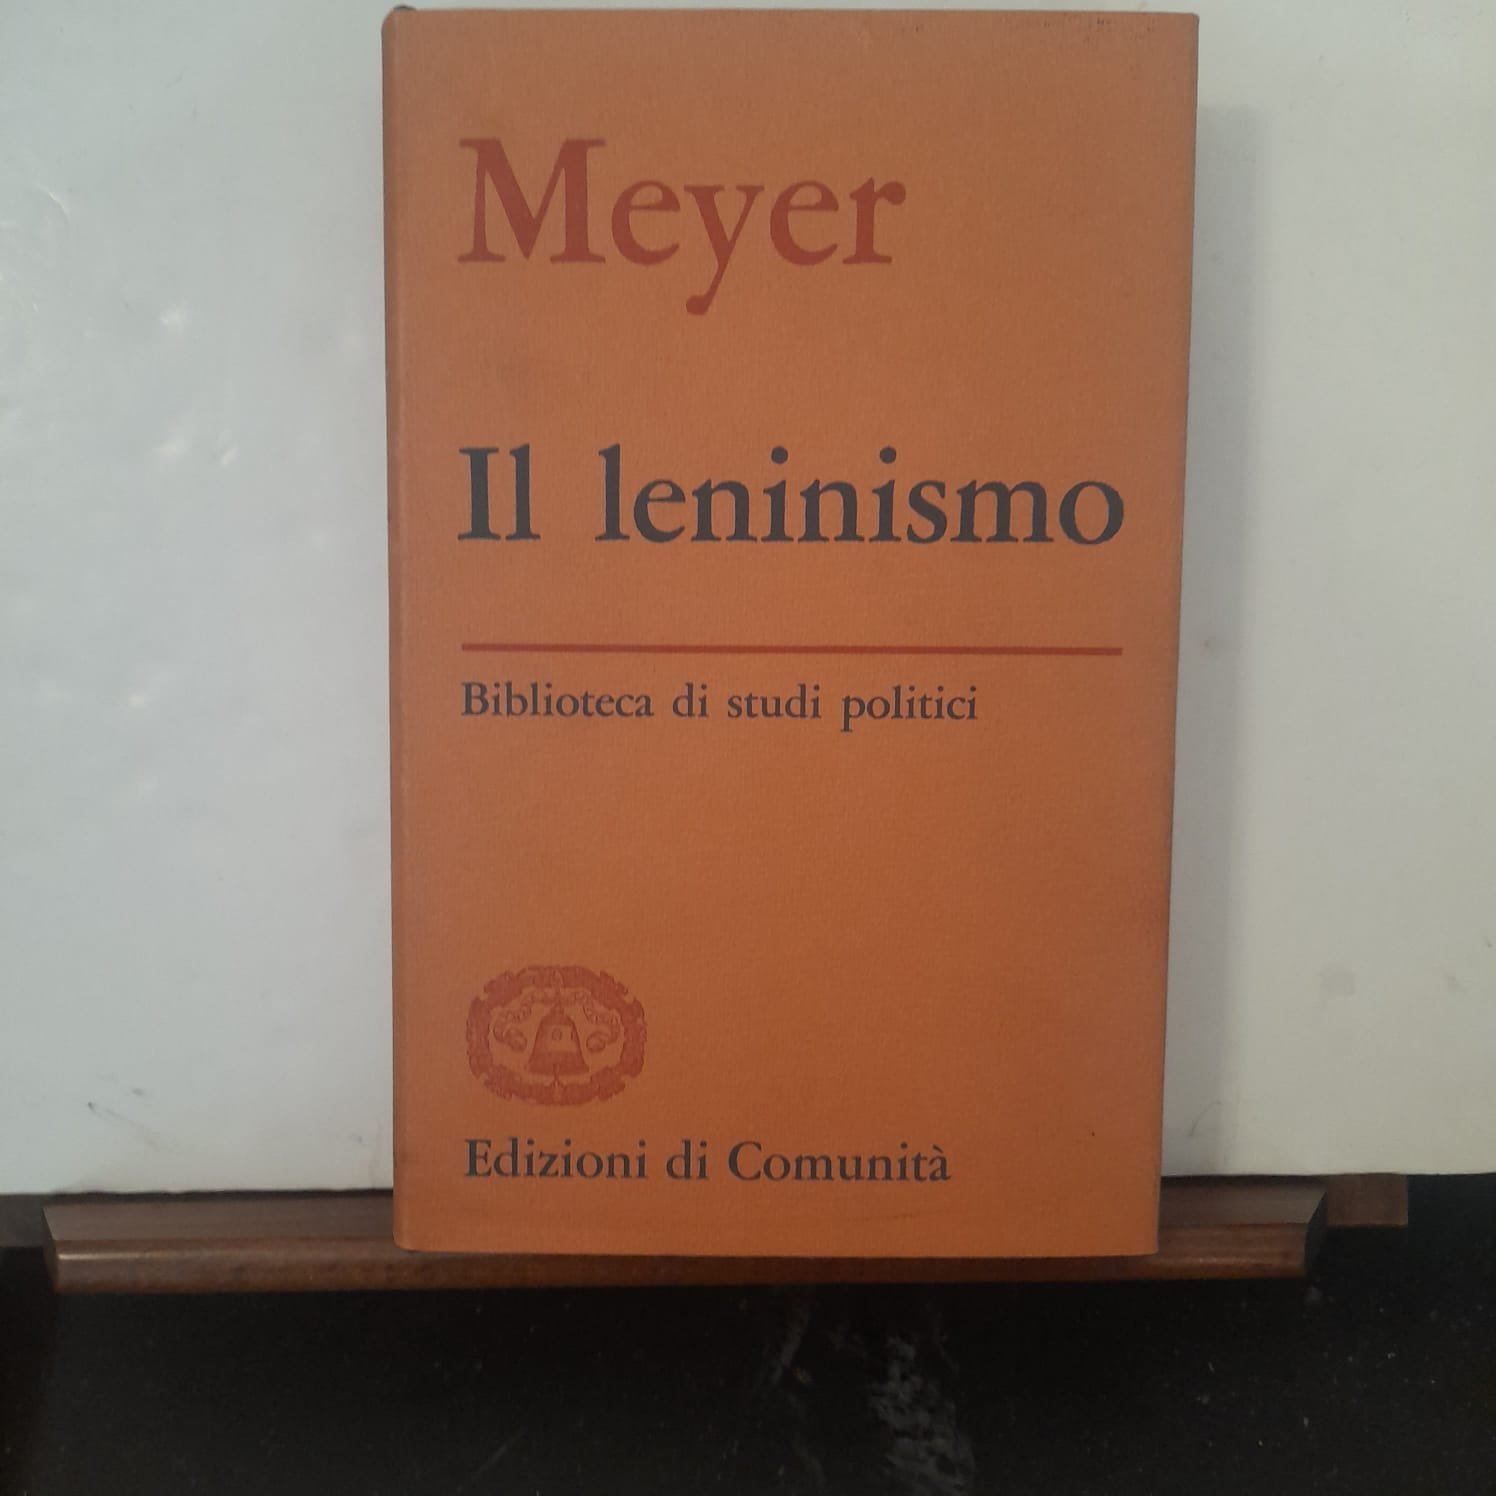 Meyer
Il leninismo
Biblioteca di studi politici
Edizioni di Comunità